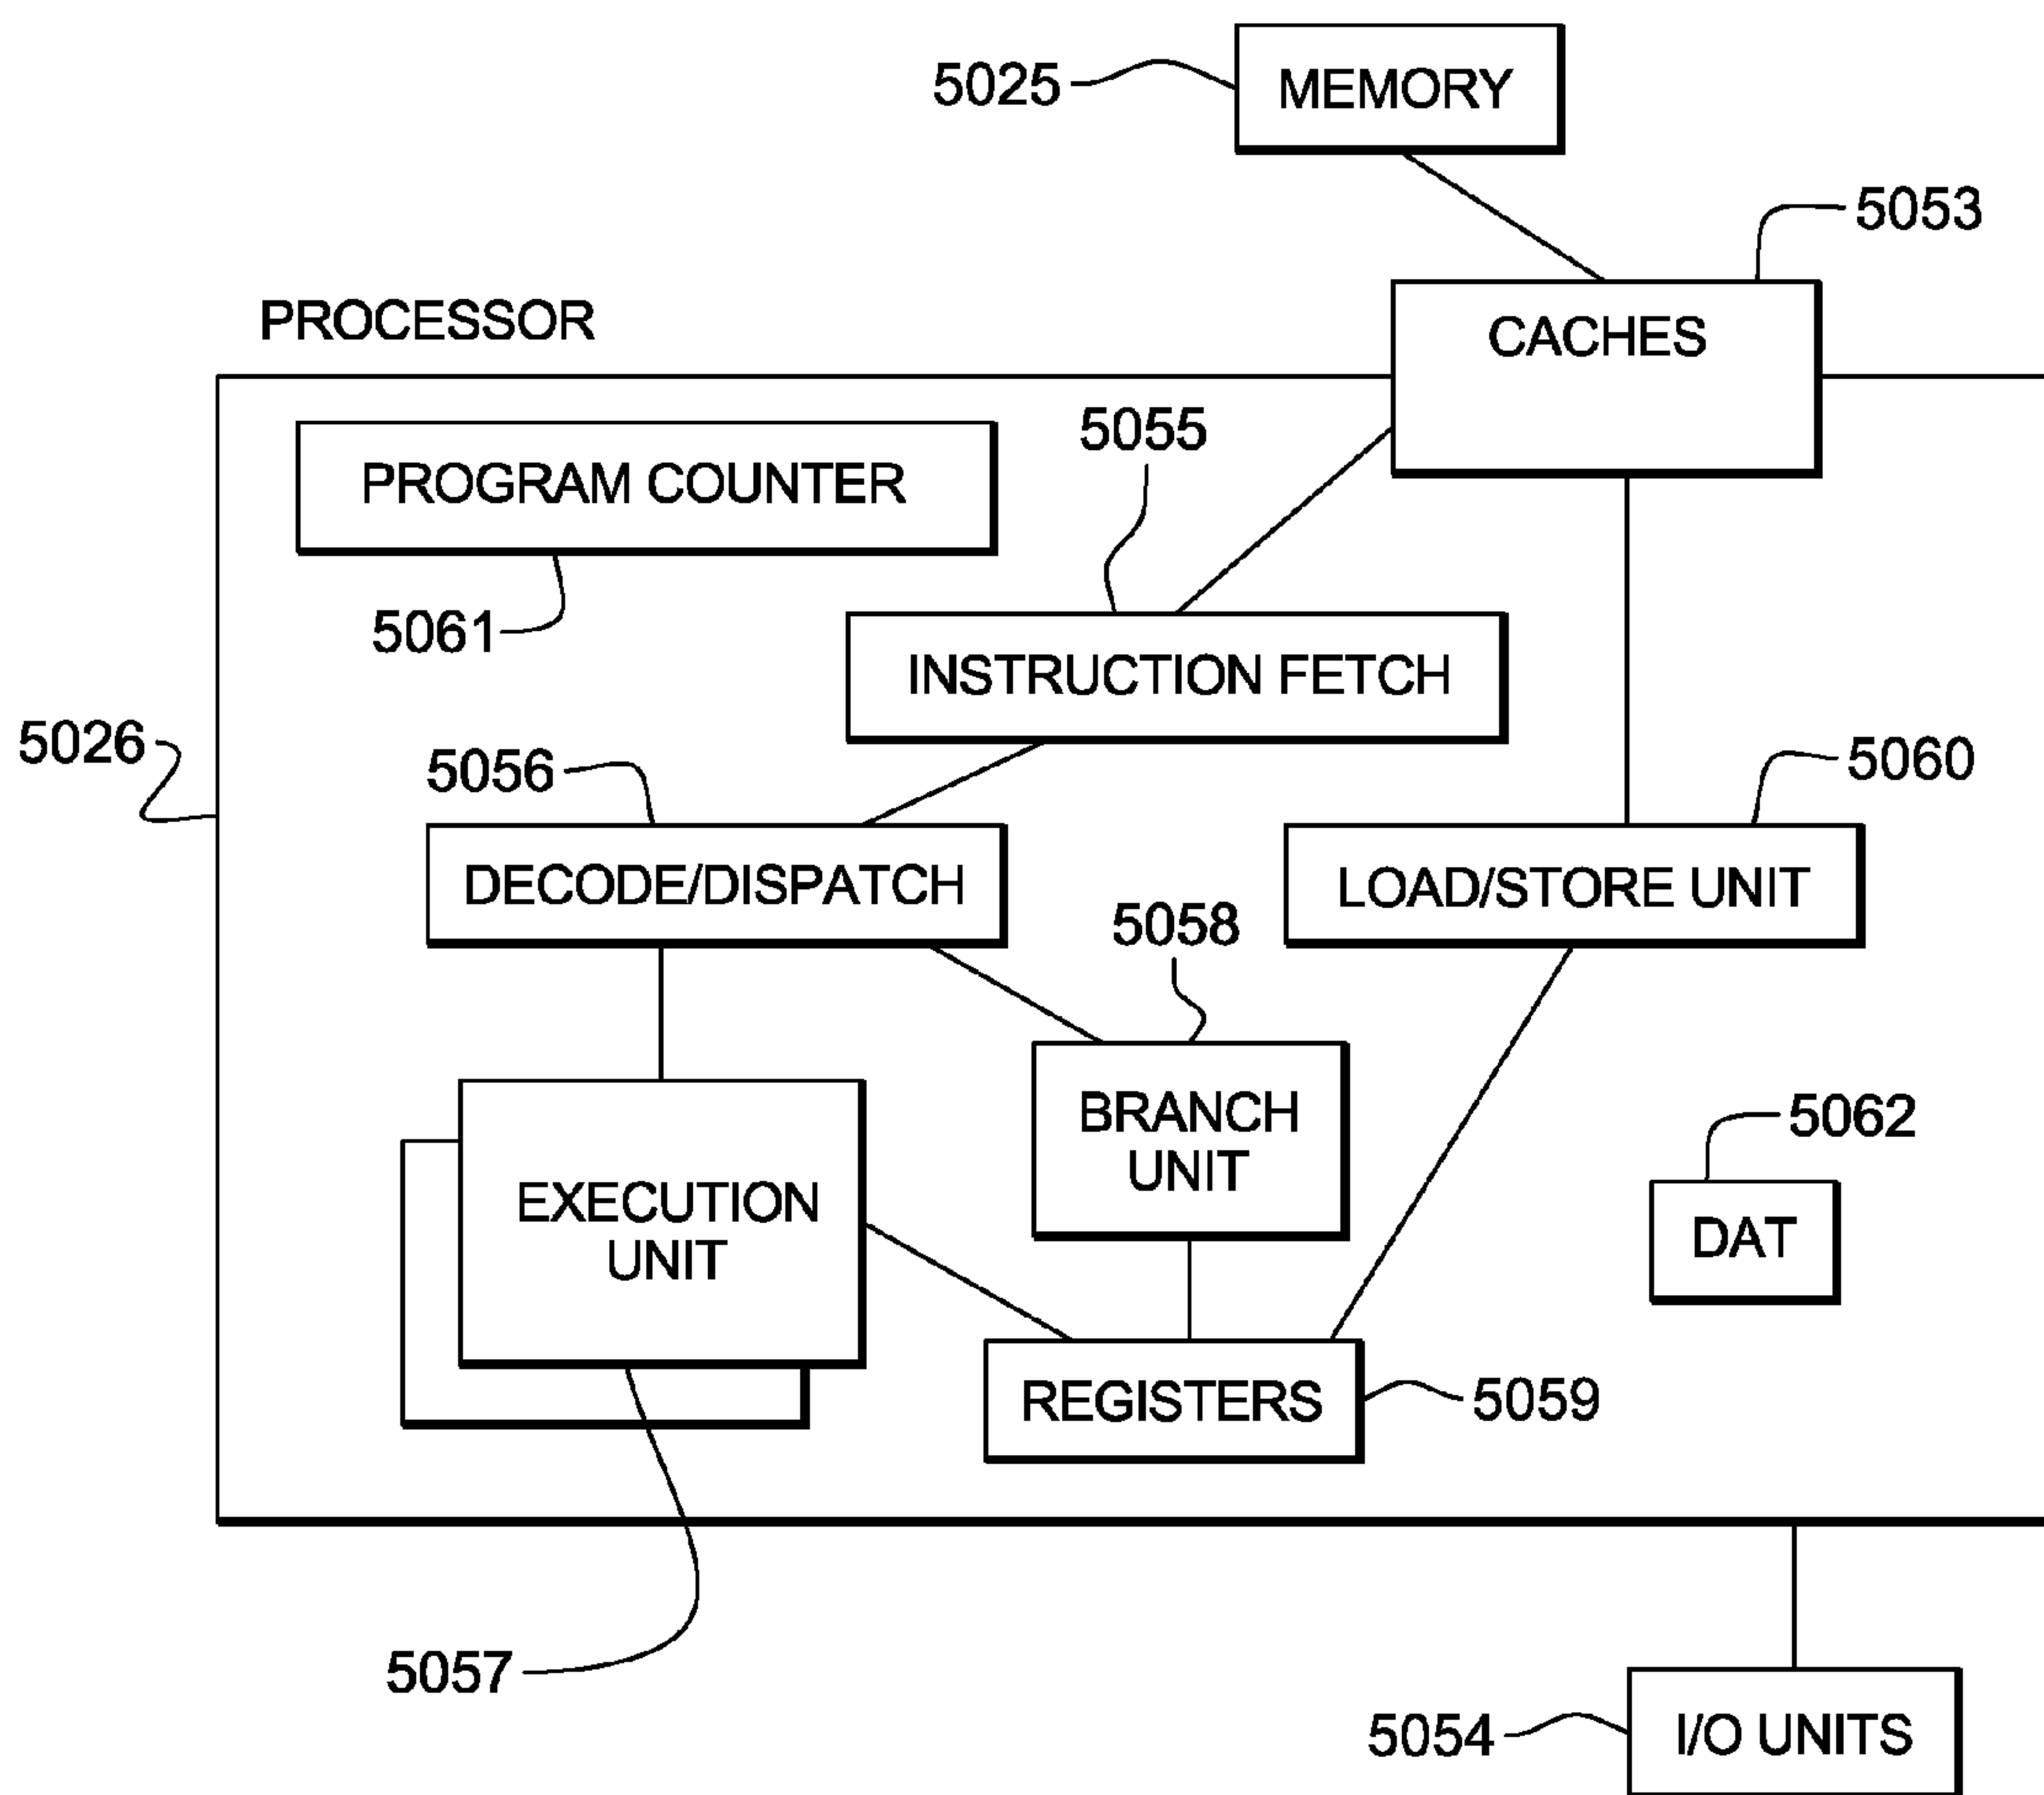 MEMORY
5025
5053
CACHES
PROCESSOR
5055
PROGRAM COUNTER
5061
INSTRUCTION FETCH
5026
5056
5060
DECODE/DISPATCH
LOAD/STORE UNIT
5058
BRANCH
UNIT
5062
EXECUTION
UNIT
DAT
REGISTERS
5059
5057
5054
I/O UNITS